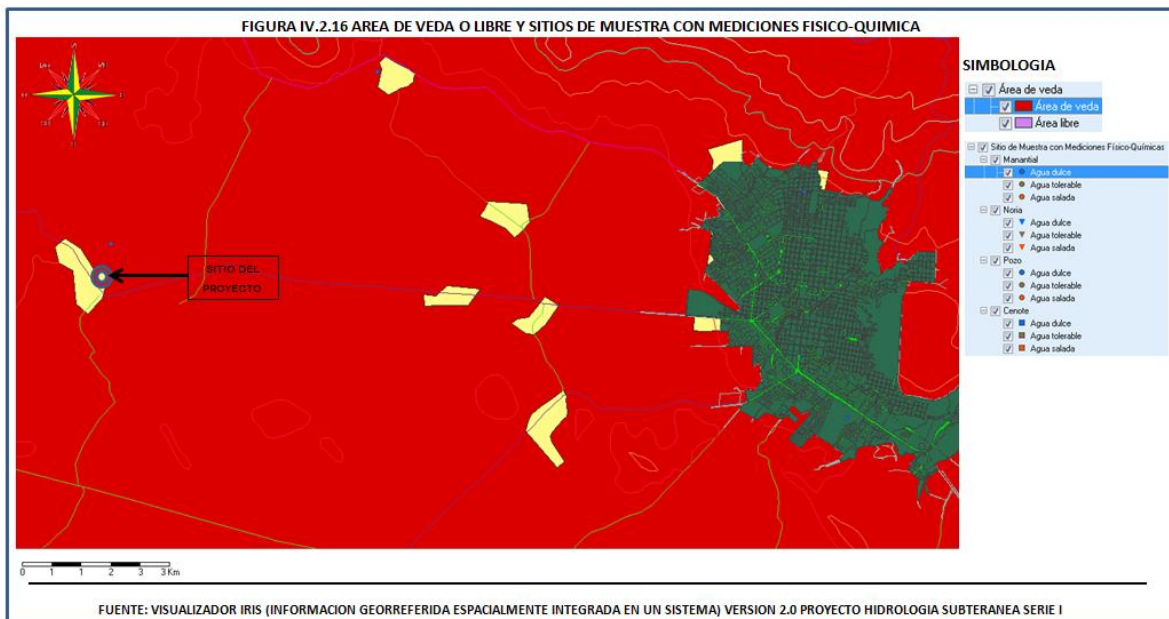 FIGURA IV.2.16 AREA DE VEDA O LIBRE Y SITIOS DE MUESTRA CON MEDICIONES FISICO-QUIMICA
SIMBOLOGIA
Área de veda
Área de veda
Área libre
Sitio de Muestra con Mediciones Físico-Químicas
Manantial
Agua dulce
Agua tolerable
Agua salada
Noria
Agua dulce
Agua tolerable
Agua salada
Pozo
Agua dulce
Agua tolerable
Agua salada
Cenote
Agua dulce
Agua tolerable
Agua salada
SITIO DEL
PROYECTO
0 1 1 2 3 Km
FUENTE: VISUALIZADOR IRIS (INFORMACION GEORREFERIDA ESPACIALMENTE INTEGRADA EN UN SISTEMA) VERSION 2.0 PROYECTO HIDROLOGIA SUBTERANEA SERIE I